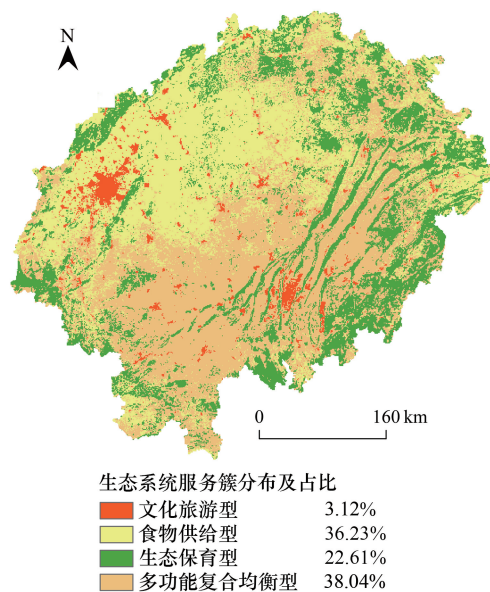 N
0 160 km
生态系统服务簇分布及占比
文化旅游型 3.12%
食物供给型 36.23%
生态保育型 22.61%
多功能复合均衡型 38.04%